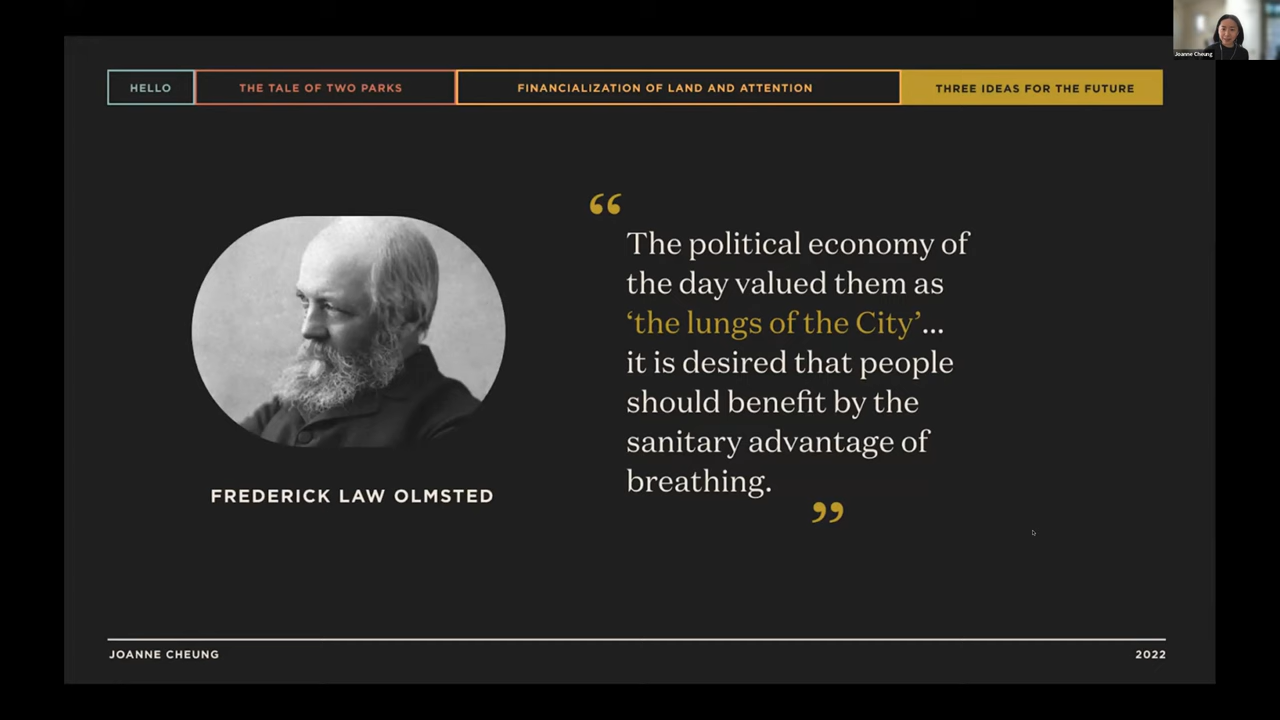 Joanne Cheung
HELLO
THE TALE OF TWO PARKS
FINANCIALIZATION OF LAND AND ATTENTION
THREE IDEAS FOR THE FUTURE
“
The political economy of
the day valued them as
‘the lungs of the City’...
it is desired that people
should benefit by the
sanitary advantage of
breathing.
”
FREDERICK LAW OLMSTED
JOANNE CHEUNG
2022